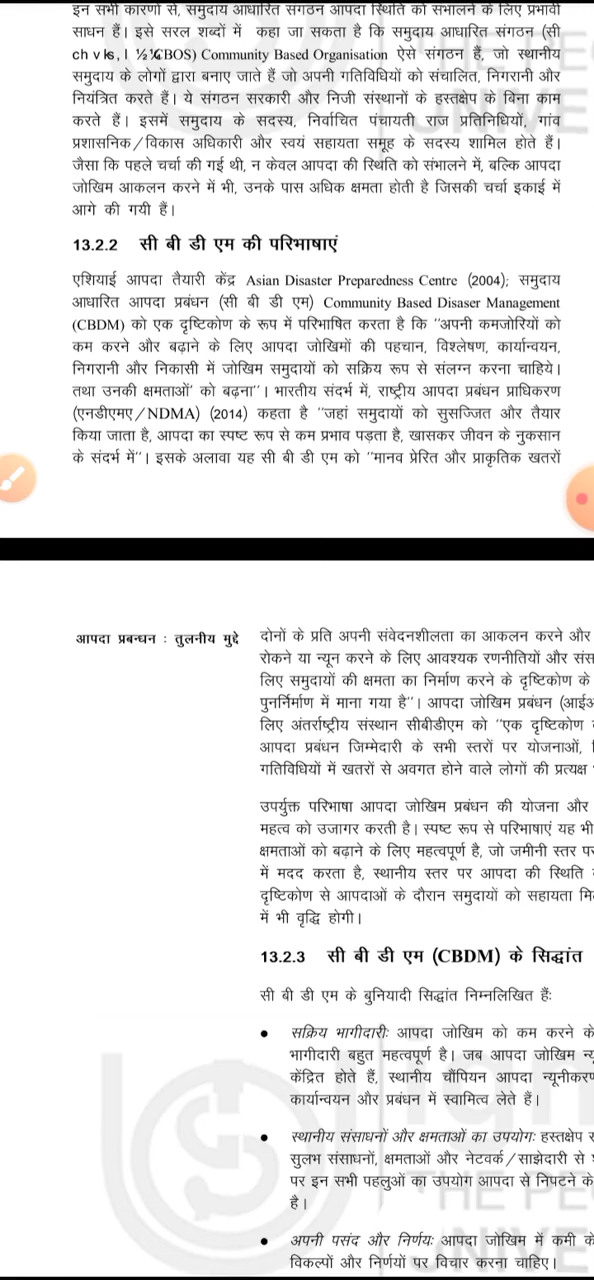 इन सभी कारणों से, समुदाय आधारित संगठन आपदा स्थिति को संभालने के लिए प्रभावी
साधन हैं। इसे सरल शब्दों में कहा जा सकता है कि समुदाय आधारित संगठन (सी
ch vks, l ½¼CBOS) Community Based Organisation ऐसे संगठन हैं, जो स्थानीय
समुदाय के लोगों द्वारा बनाए जाते हैं जो अपनी गतिविधियों को संचालित, निगरानी और
नियंत्रित करते हैं। ये संगठन सरकारी और निजी संस्थानों के हस्तक्षेप के बिना काम
करते हैं। इसमें समुदाय के सदस्य, निर्वाचित पंचायती राज प्रतिनिधियों, गांव
प्रशासनिक/विकास अधिकारी और स्वयं सहायता समूह के सदस्य शामिल होते हैं।
जैसा कि पहले चर्चा की गई थी, न केवल आपदा की स्थिति को संभालने में, बल्कि आपदा
जोखिम आकलन करने में भी, उनके पास अधिक क्षमता होती है जिसकी चर्चा इकाई में
आगे की गयी हैं।
13.2.2 सी बी डी एम की परिभाषाएं
एशियाई आपदा तैयारी केंद्र Asian Disaster Preparedness Centre (2004); समुदाय
आधारित आपदा प्रबंधन (सी बी डी एम) Community Based Disaser Management
(CBDM) को एक दृष्टिकोण के रूप में परिभाषित करता है कि "अपनी कमजोरियों को
कम करने और बढ़ाने के लिए आपदा जोखिमों की पहचान, विश्लेषण, कार्यान्वयन,
निगरानी और निकासी में जोखिम समुदायों को सक्रिय रूप से संलग्न करना चाहिये।
तथा उनकी क्षमताओं' को बढ़ना"। भारतीय संदर्भ में, राष्ट्रीय आपदा प्रबंधन प्राधिकरण
(एनडीएमए/NDMA) (2014) कहता है "जहां समुदायों को सुसज्जित और तैयार
किया जाता है, आपदा का स्पष्ट रूप से कम प्रभाव पड़ता है, खासकर जीवन के नुकसान
के संदर्भ में"। इसके अलावा यह सी बी डी एम को "मानव प्रेरित और प्राकृतिक खतरों
आपदा प्रबन्धन : तुलनीय मुद्दे
दोनों के प्रति अपनी संवेदनशीलता का आकलन करने और
रोकने या न्यून करने के लिए आवश्यक रणनीतियों और संस
लिए समुदायों की क्षमता का निर्माण करने के दृष्टिकोण के
पुनर्निर्माण में माना गया है"। आपदा जोखिम प्रबंधन (आईअ
लिए अंतर्राष्ट्रीय संस्थान सीबीडीएम को "एक दृष्टिकोण
आपदा प्रबंधन जिम्मेदारी के सभी स्तरों पर योजनाओं,
गतिविधियों में खतरों से अवगत होने वाले लोगों की प्रत्यक्ष
उपर्युक्त परिभाषा आपदा जोखिम प्रबंधन की योजना और
महत्व को उजागर करती है। स्पष्ट रूप से परिभाषाएं यह भी
क्षमताओं को बढ़ाने के लिए महत्वपूर्ण है, जो जमीनी स्तर पर
में मदद करता है, स्थानीय स्तर पर आपदा की स्थिति
दृष्टिकोण से आपदाओं के दौरान समुदायों को सहायता मि
में भी वृद्धि होगी।
13.2.3 सी बी डी एम (CBDM) के सिद्धांत
सी बी डी एम के बुनियादी सिद्धांत निम्नलिखित हैंः
• सक्रिय भागीदारीः आपदा जोखिम को कम करने के
भागीदारी बहुत महत्वपूर्ण है। जब आपदा जोखिम न्यू
केंद्रित होते हैं, स्थानीय चौंपियन आपदा न्यूनीकरण
कार्यान्वयन और प्रबंधन में स्वामित्व लेते हैं।
• स्थानीय संसाधनों और क्षमताओं का उपयोगः हस्तक्षेप
सुलभ संसाधनों, क्षमताओं और नेटवर्क/साझेदारी से
पर इन सभी पहलुओं का उपयोग आपदा से निपटने के
है।
• अपनी पसंद और निर्णयः आपदा जोखिम में कमी के
विकल्पों और निर्णयों पर विचार करना चाहिए।